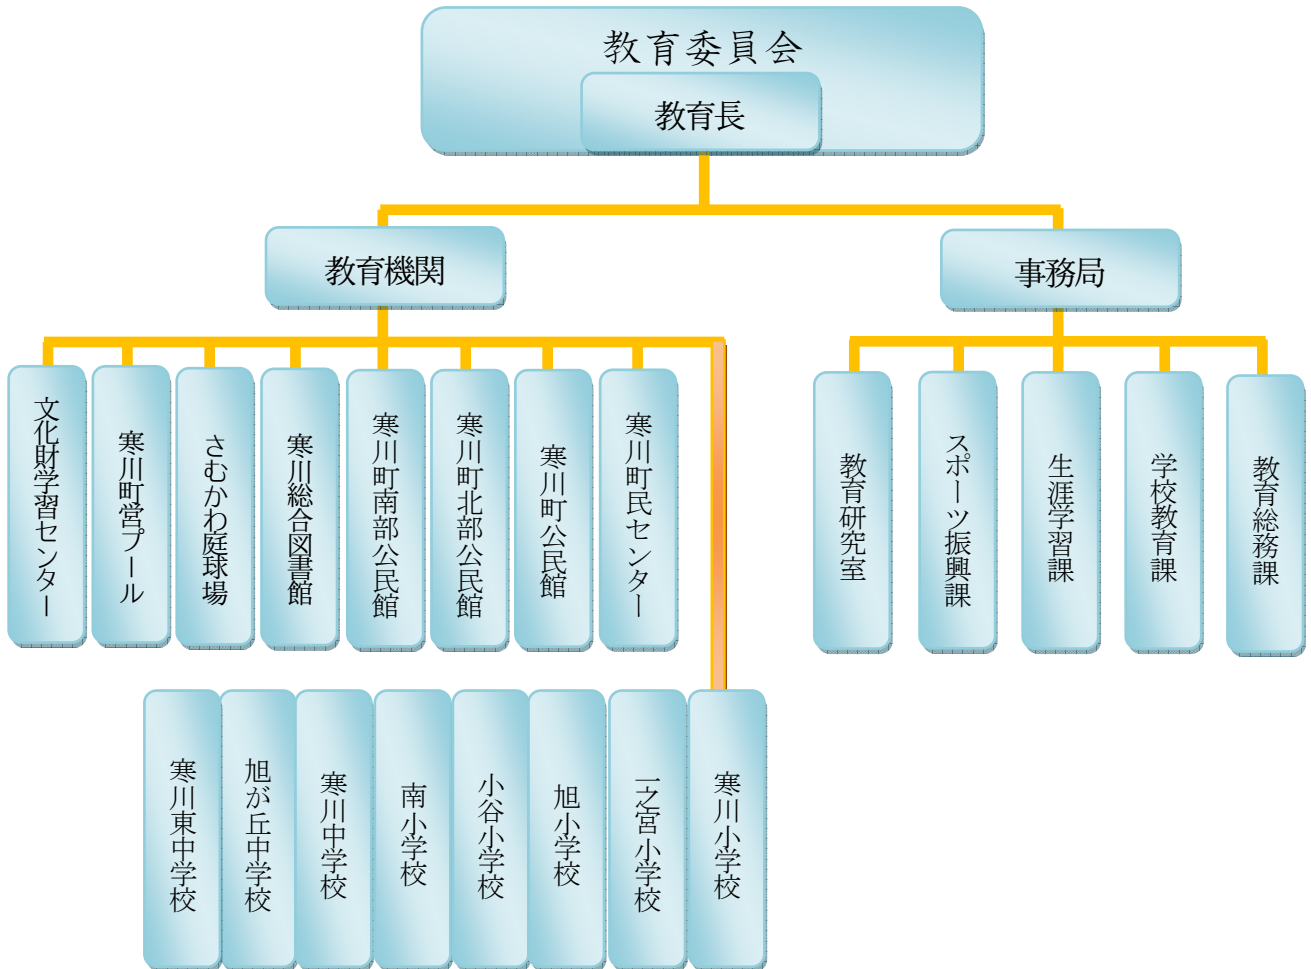 教育委員会
教育長
教育機関
事務局
文化財学習センター
寒川町営プール
さむかわ庭球場
寒川総合図書館
寒川町南部公民館
寒川町北部公民館
寒川町公民館
寒川町民センター
教育研究室
スポーツ振興課
生涯学習課
学校教育課
教育総務課
寒川東中学校
旭が丘中学校
寒川中学校
南小学校
小谷小学校
旭小学校
一之宮小学校
寒川小学校